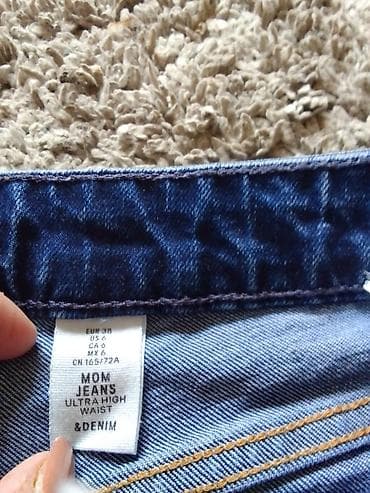 EUR 38
US 6
CA 6
MX 6
CN 165/72A
MOM
JEANS
ULTRA HIGH
WAIST
&DENIM